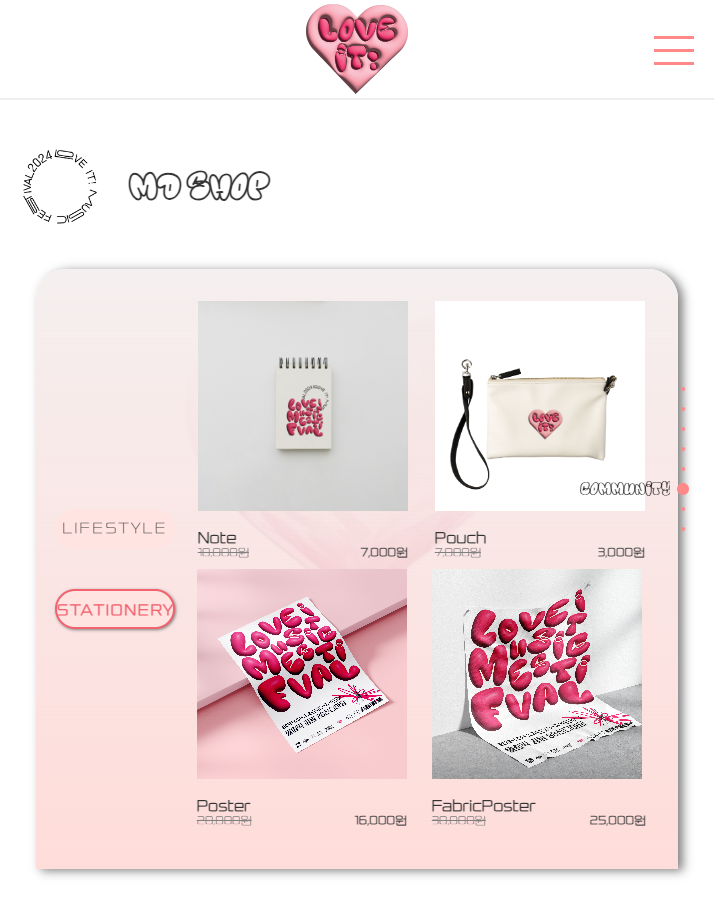 LOVE
IT!
LOVE IT! MUSIC FESTIVAL 2024
MD SHOP
COMMUNITY
LIFESTYLE
STATIONERY
Note
10,000원 7,000원
Pouch
7,000원 3,000원
Poster
20,000원 16,000원
FabricPoster
30,000원 25,000원